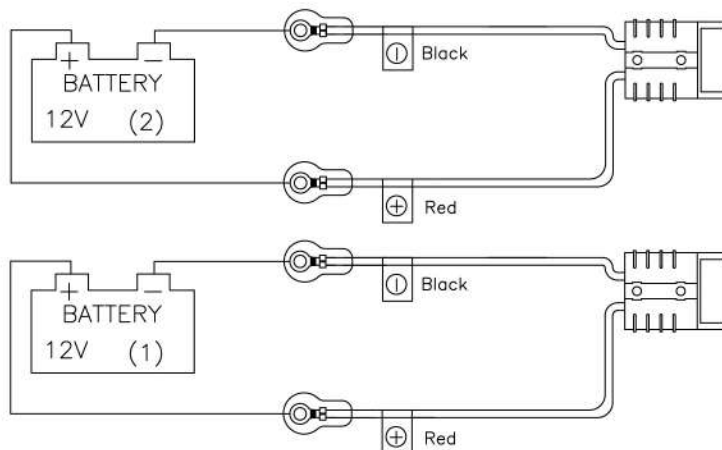 + −
BATTERY
12V (2)
− Black
+ Red
+ −
BATTERY
12V (1)
− Black
+ Red